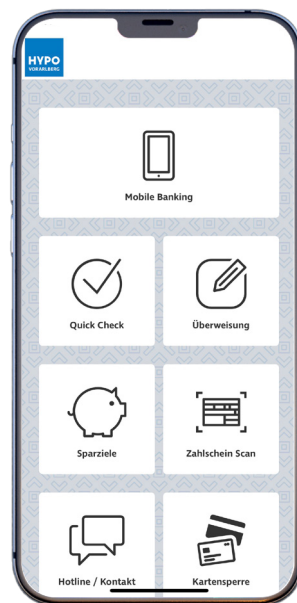 HYPO
VORARLBERG
Mobile Banking
Quick Check
Überweisung
Sparziele
Zahlschein Scan
Hotline / Kontakt
Kartensperre